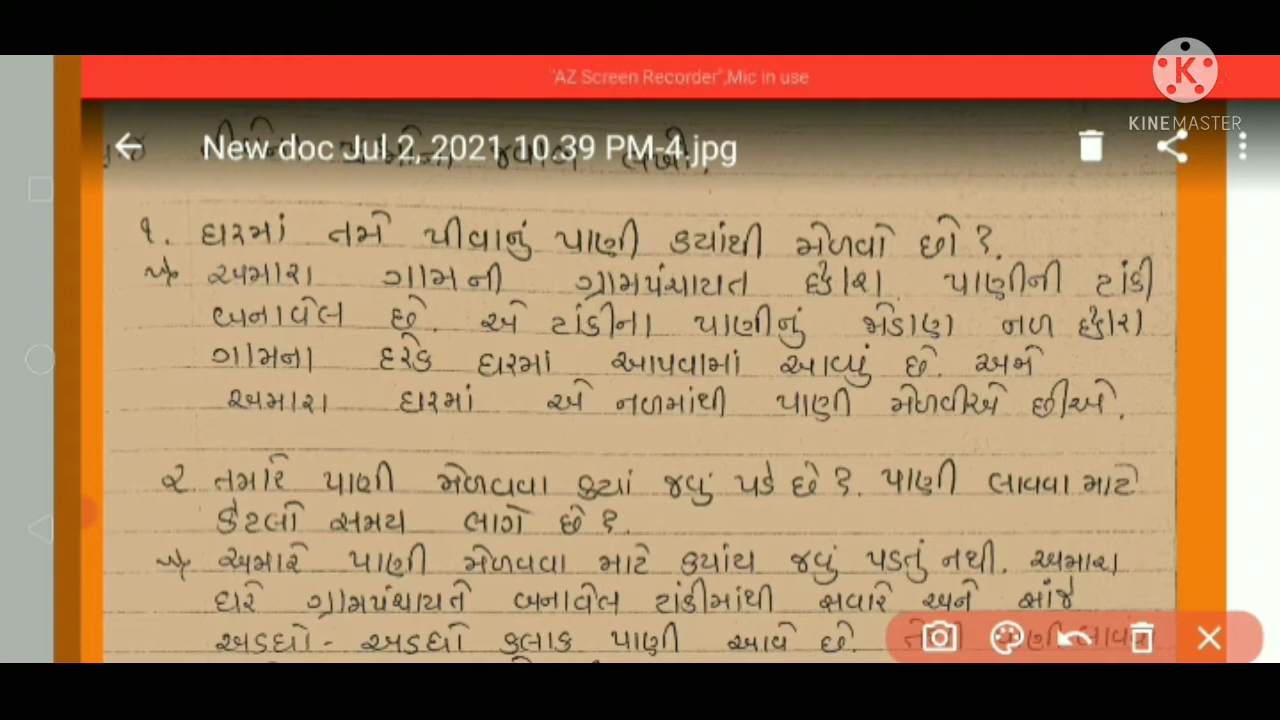 "AZ Screen Recorder",Mic in use
KINEMASTER
New doc Jul 2, 2021 10.39 PM-4.jpg
૧. ઘરમાં તમે પીવાનું પાણી કયાંથી મેળવો છો?
અમારા ગામની ગ્રામપંચાયત દ્વારા પાણીની ટાંકી
બનાવેલ છે. એ ટાંકીના પાણીનું જોડાણ નળ દ્વારા
ગામના દરેક ઘરમાં આપવામાં આવ્યું છે. અને
અમારા ઘરમાં એ નળમાંથી પાણી મેળવીએ છીએ.
૨ તમારે પાણી મેળવવા કયાં જવું પડે છે?. પાણી લાવવા માટે
કેટલો સમય લાગે છે?.
અમારે પાણી મેળવવા માટે કયાંય જવું પડતું નથી. અમારા
ઘરે ગ્રામપંચાયતે બનાવેલ ટાંકીમાંથી સવારે અને સાંજે
અડધો - અડધો કલાક પાણી આવે છે.